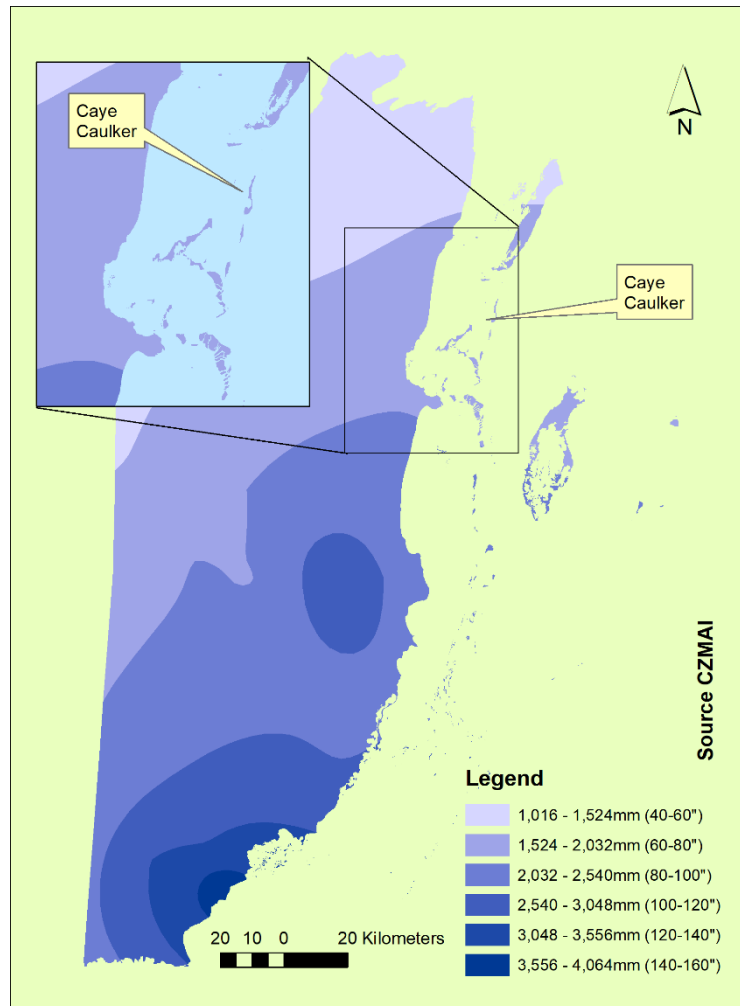 Caye
Caulker
N
Caye
Caulker
Source CZMAI
Legend
1,016 - 1,524mm (40-60")
1,524 - 2,032mm (60-80")
2,032 - 2,540mm (80-100")
2,540 - 3,048mm (100-120")
3,048 - 3,556mm (120-140")
3,556 - 4,064mm (140-160")
20 10 0 20 Kilometers